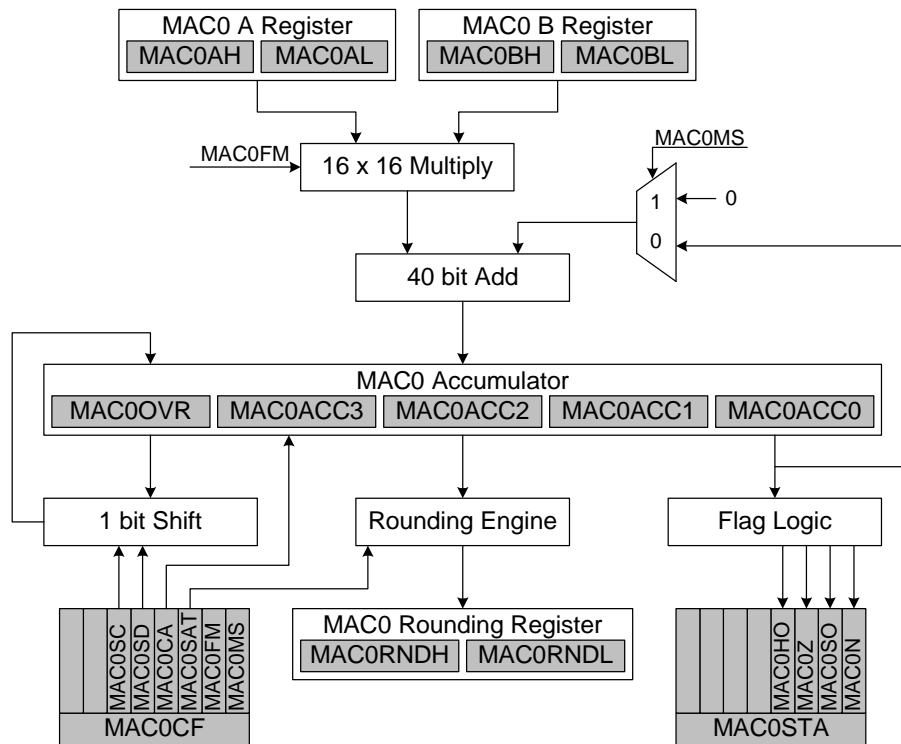 MAC0 A Register
MAC0AH MAC0AL
MAC0 B Register
MAC0BH MAC0BL
MAC0FM
16 x 16 Multiply
MAC0MS
1
0
0
40 bit Add
MAC0 Accumulator
MAC0OVR MAC0ACC3 MAC0ACC2 MAC0ACC1 MAC0ACC0
1 bit Shift
Rounding Engine
Flag Logic
MAC0SC
MAC0SD
MAC0CA
MAC0SAT
MAC0FM
MAC0MS
MAC0CF
MAC0 Rounding Register
MAC0RNDH MAC0RNDL
MAC0HO
MAC0Z
MAC0SO
MAC0N
MAC0STA